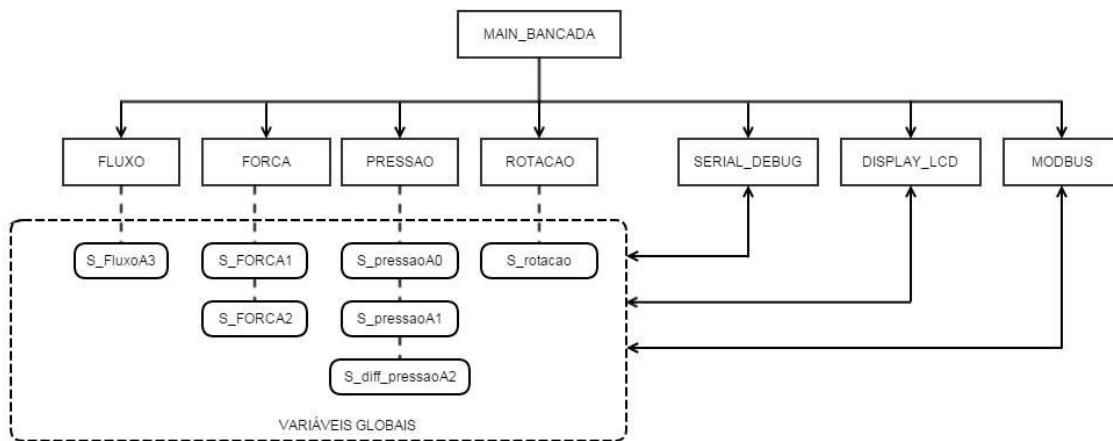 MAIN_BANCADA
FLUXO
FORCA
PRESSAO
ROTACAO
SERIAL_DEBUG
DISPLAY_LCD
MODBUS
S_FluxoA3
S_FORCA1
S_pressaoA0
S_rotacao
S_FORCA2
S_pressaoA1
S_diff_pressaoA2
VARIÁVEIS GLOBAIS